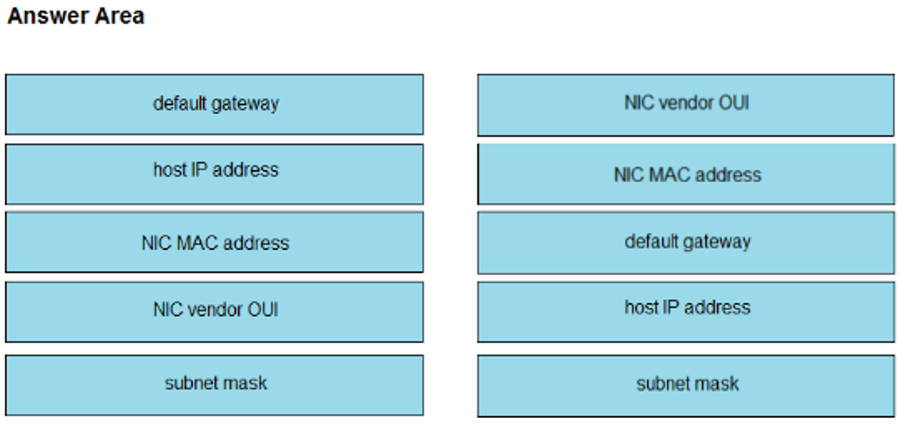 Answer Area
default gateway
NIC vendor OUI
host IP address
NIC MAC address
NIC MAC address
default gateway
NIC vendor OUI
host IP address
subnet mask
subnet mask